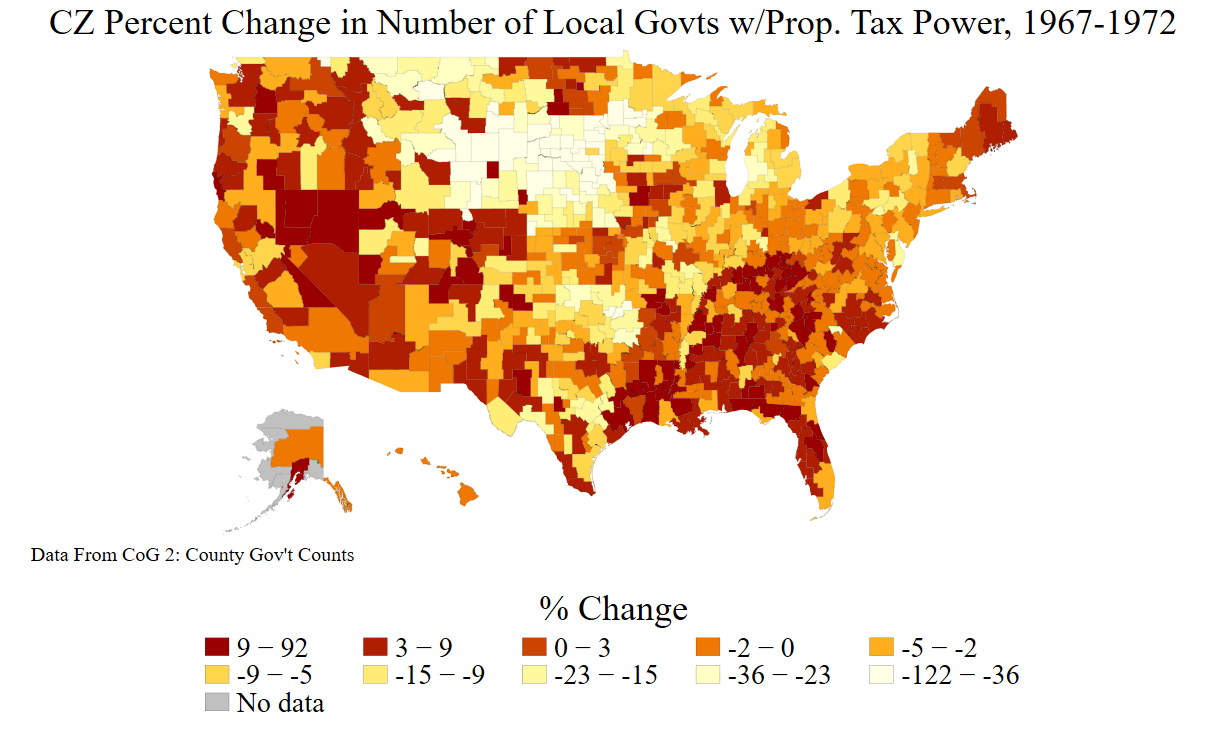 CZ Percent Change in Number of Local Govts w/Prop. Tax Power, 1967-1972
Data From CoG 2: County Gov't Counts
% Change
9 − 92 3 − 9 0 − 3 -2 − 0 -5 − -2
-9 − -5 -15 − -9 -23 − -15 -36 − -23 -122 − -36
No data